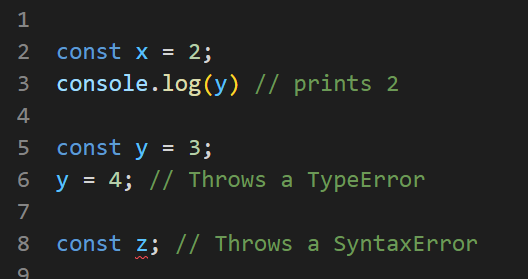 1
2 const x = 2;
3 console.log(y) // prints 2
4
5 const y = 3;
6 y = 4; // Throws a TypeError
7
8 const z; // Throws a SyntaxError
9